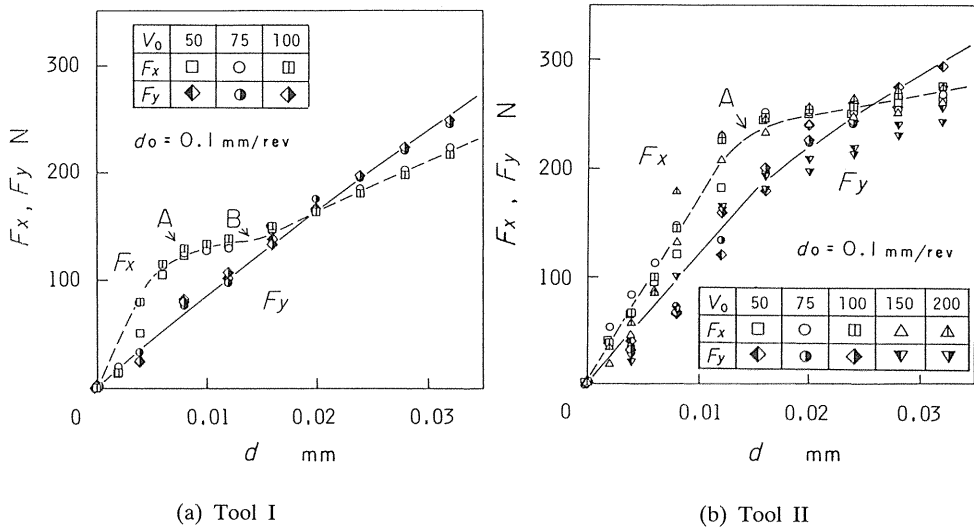 300
200
100
0
Fx, Fy N
V₀ 50 75 100
Fx
Fy
do = 0.1 mm/rev
A
B
Fx
Fy
0.01 0.02 0.03
d mm
(a) Tool I
300
200
100
0
Fx, Fy N
A
Fx
Fy
do = 0.1 mm/rev
V₀ 50 75 100 150 200
Fx
Fy
0.01 0.02 0.03
d mm
(b) Tool II